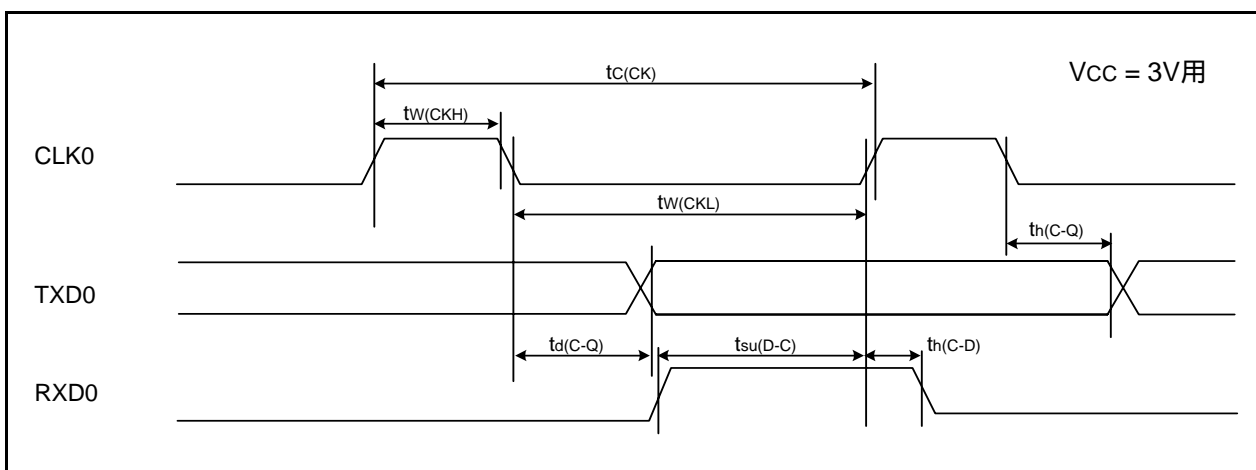 VCC = 3V用
tC(CK)
tW(CKH)
CLK0
tW(CKL)
th(C-Q)
TXD0
td(C-Q)
tsu(D-C)
th(C-D)
RXD0